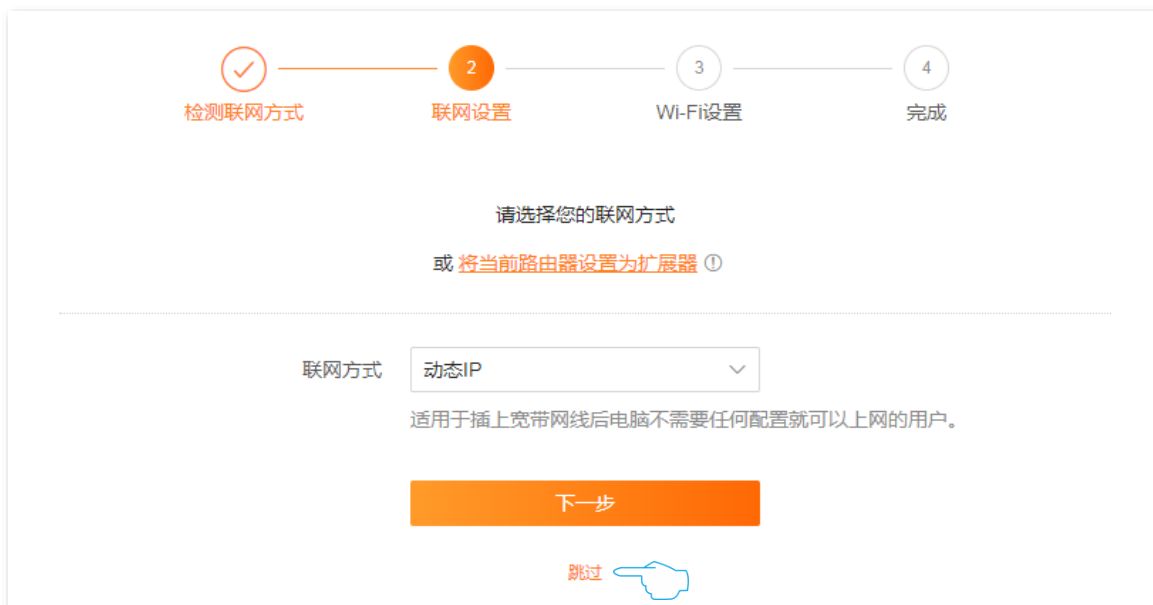 2 3 4
检测联网方式 联网设置 Wi-Fi设置 完成
请选择您的联网方式
或 将当前路由器设置为扩展器
联网方式 动态IP
适用于插上宽带网线后电脑不需要任何配置就可以上网的用户。
下一步
跳过